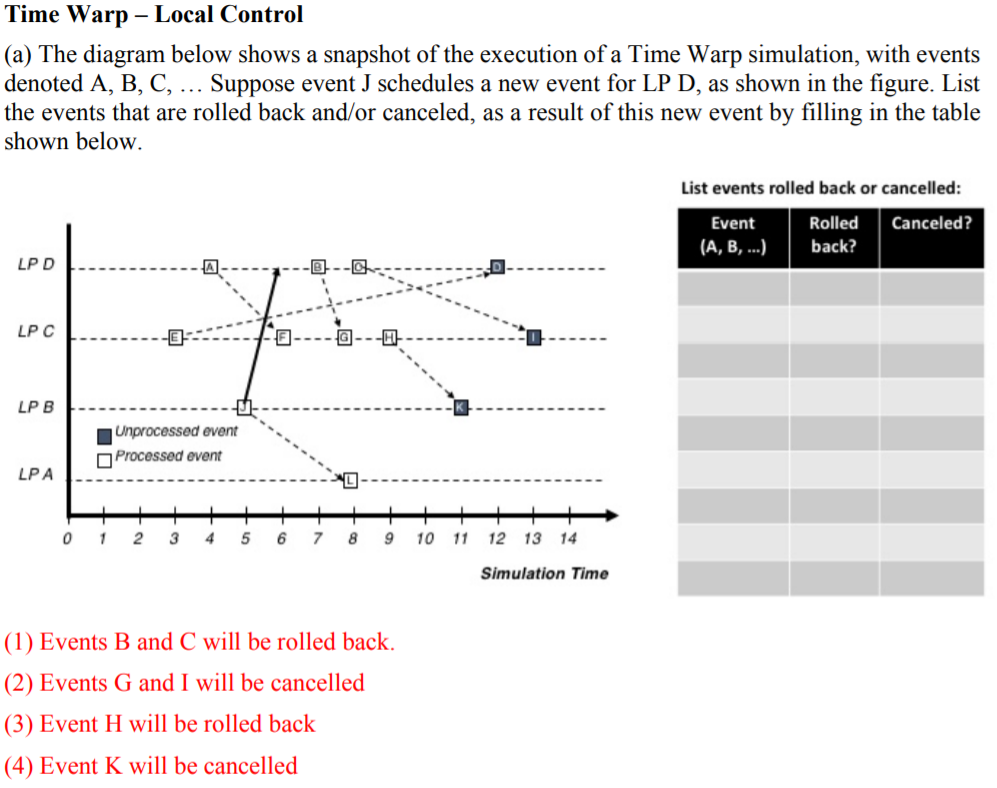 Time Warp – Local Control
(a) The diagram below shows a snapshot of the execution of a Time Warp simulation, with events
denoted A, B, C, … Suppose event J schedules a new event for LP D, as shown in the figure. List
the events that are rolled back and/or canceled, as a result of this new event by filling in the table
shown below.
List events rolled back or cancelled:
Event (A, B, ...)
Rolled back?
Canceled?
LP D
A
B
C
D
LP C
E
F
G
H
I
LP B
J
K
Unprocessed event
Processed event
LP A
L
0 1 2 3 4 5 6 7 8 9 10 11 12 13 14
Simulation Time
(1) Events B and C will be rolled back.
(2) Events G and I will be cancelled
(3) Event H will be rolled back
(4) Event K will be cancelled